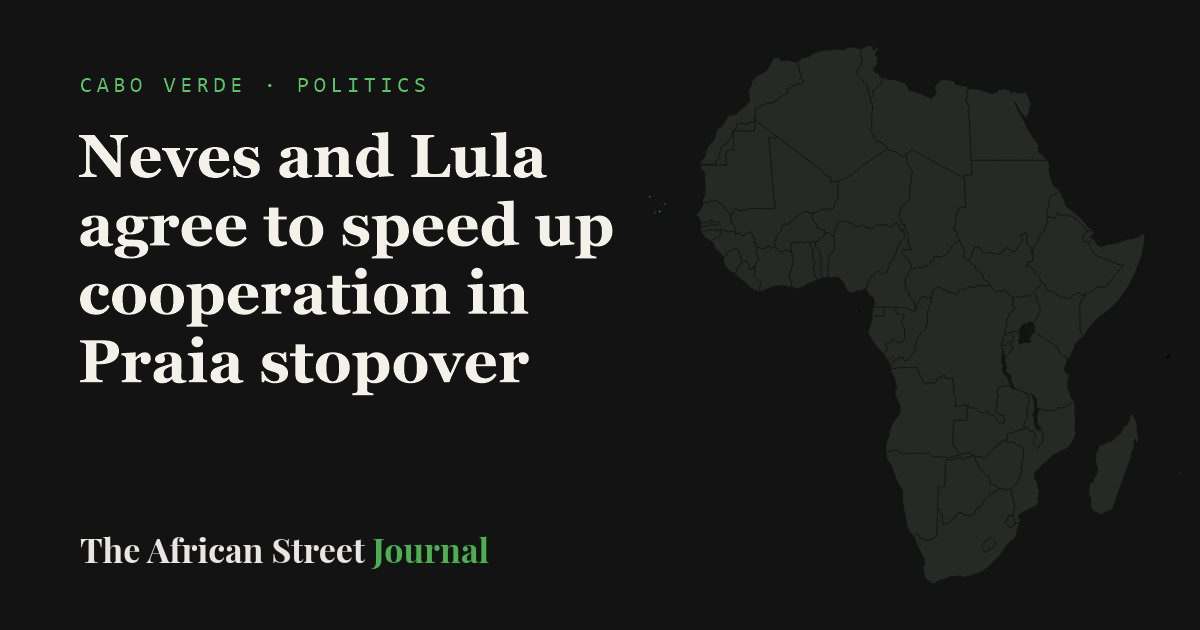 CABO VERDE · POLITICS
Neves and Lula
agree to speed up
cooperation in
Praia stopover
The African Street Journal